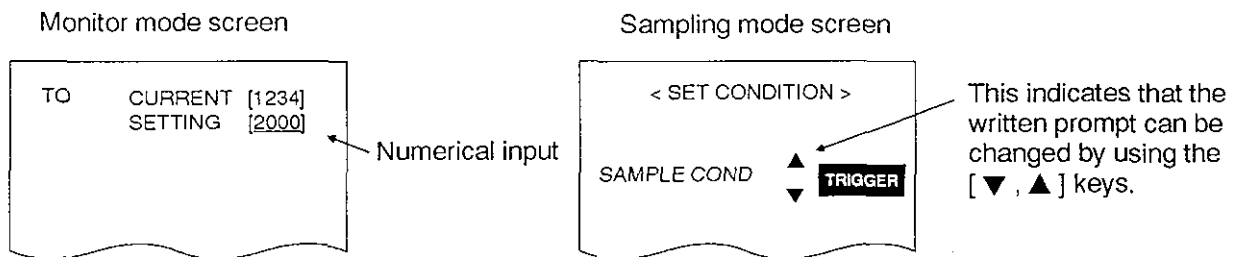 Monitor mode screen
TO CURRENT [1234]
SETTING [2000]
Numerical input
Sampling mode screen
< SET CONDITION >
SAMPLE COND ▲ ▼ TRIGGER
This indicates that the
written prompt can be
changed by using the
[ ▼ , ▲ ] keys.